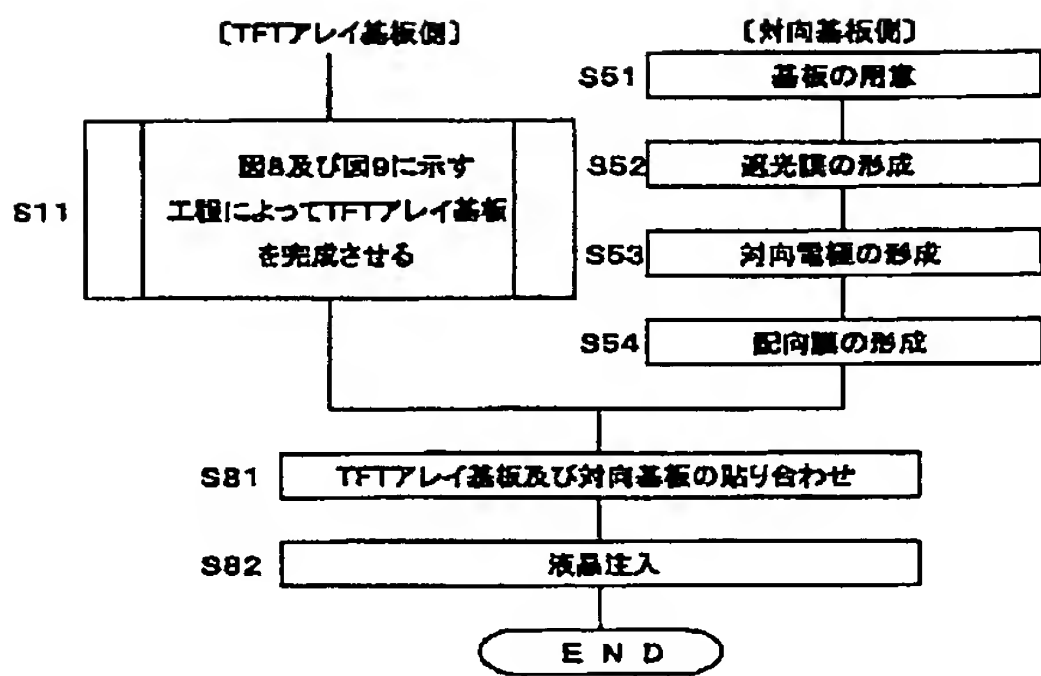 〔TFTアレイ基板側〕
〔対向基板側〕
S11
図8及び図9に示す
工程によってTFTアレイ基板
を完成させる
S51
基板の用意
S52
遮光膜の形成
S53
対向電極の形成
S54
配向膜の形成
S81
TFTアレイ基板及び対向基板の貼り合わせ
S82
液晶注入
END